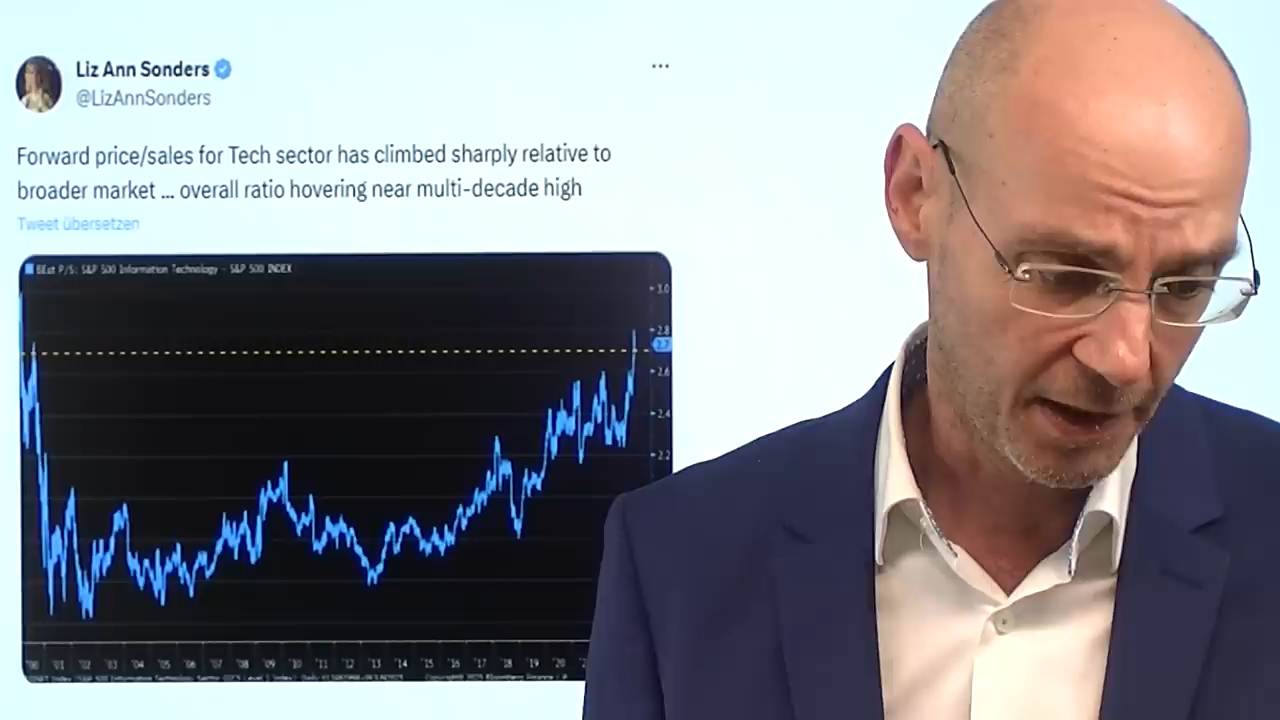 Liz Ann Sonders
@LizAnnSonders
Forward price/sales for Tech sector has climbed sharply relative to
broader market ... overall ratio hovering near multi-decade high
Tweet übersetzen
BEst P/S: S&P 500 Information Technology - S&P 500 INDEX
3.0
2.8
2.7
2.6
2.4
2.2
'00 '01 '02 '03 '04 '05 '06 '07 '08 '09 '10 '11 '12 '13 '14 '15 '16 '17 '18 '19 '20